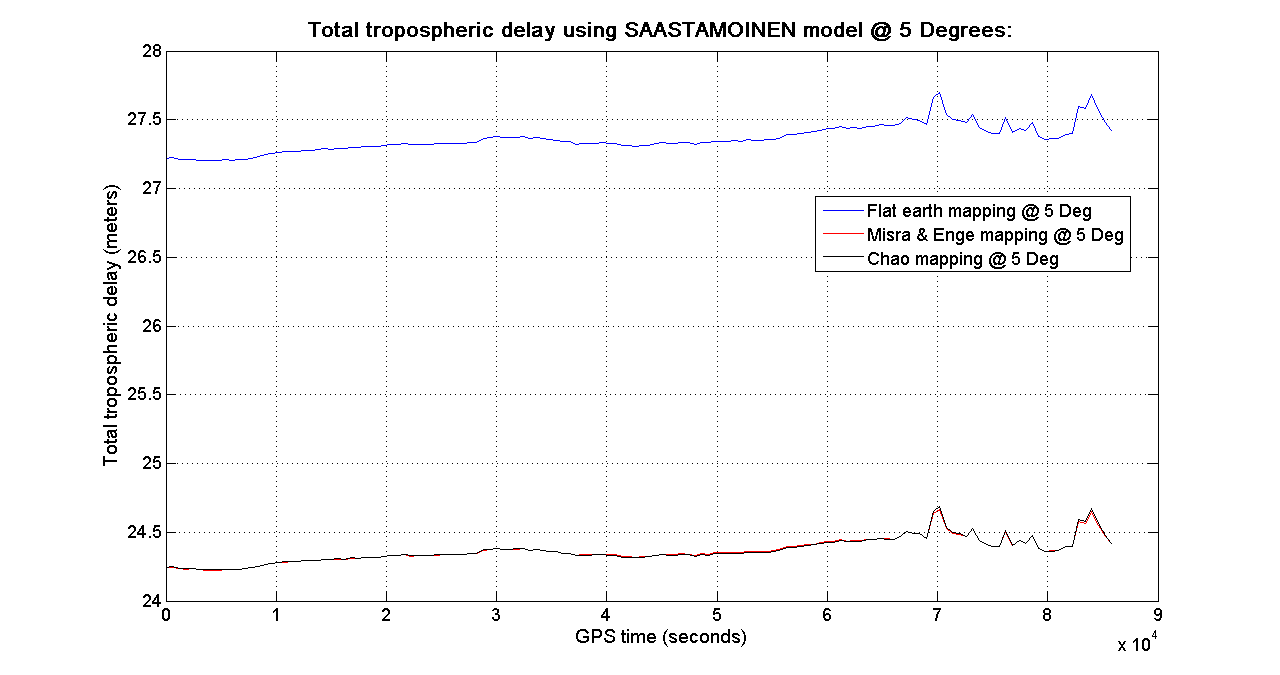 Total tropospheric delay using SAASTAMOINEN model @ 5 Degrees:
Total tropospheric delay (meters)
28
27.5
27
26.5
26
25.5
25
24.5
24
Flat earth mapping @ 5 Deg
Misra & Enge mapping @ 5 Deg
Chao mapping @ 5 Deg
0 1 2 3 4 5 6 7 8 9
GPS time (seconds)
x 10^4